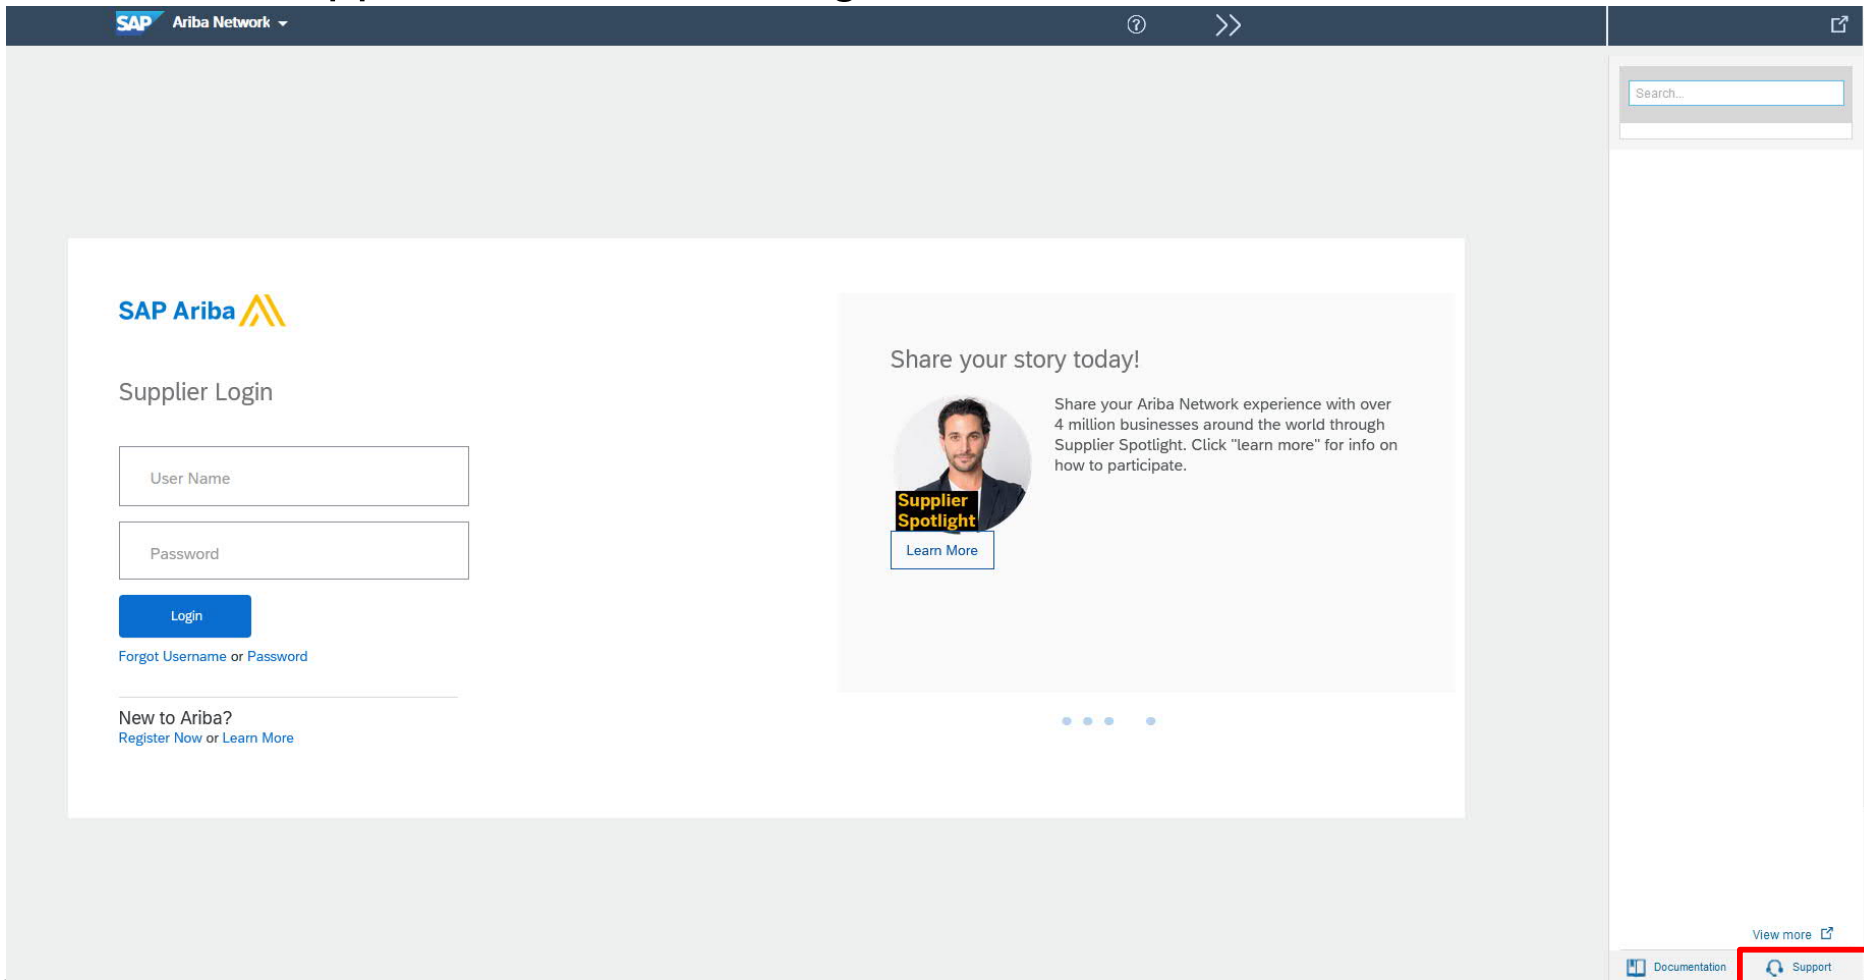 SAP Ariba Network
Search...
SAP Ariba
Supplier Login
User Name
Password
Login
Forgot Username or Password
New to Ariba?
Register Now or Learn More
Share your story today!
Share your Ariba Network experience with over
4 million businesses around the world through
Supplier Spotlight. Click "learn more" for info on
how to participate.
Supplier
Spotlight
Learn More
View more
Documentation
Support